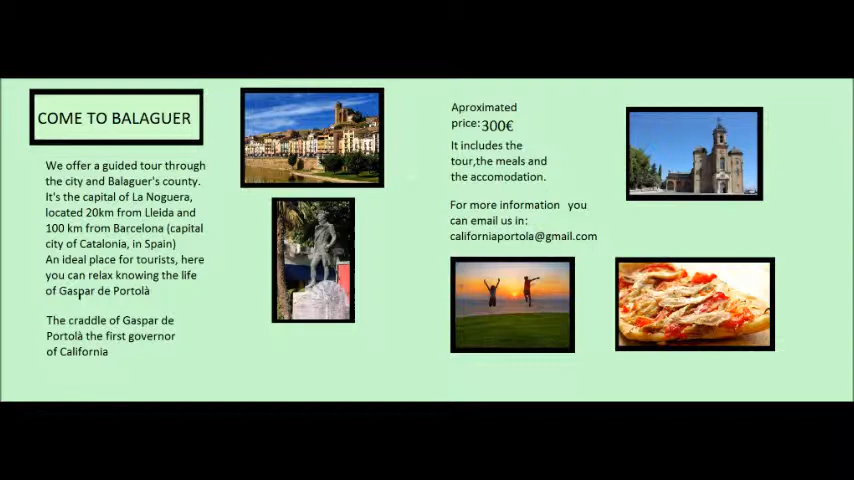 COME TO BALAGUER
We offer a guided tour through
the city and Balaguer's county.
It's the capital of La Noguera,
located 20km from Lleida and
100 km from Barcelona (capital
city of Catalonia, in Spain)
An ideal place for tourists, here
you can relax knowing the life
of Gaspar de Portolà
The craddle of Gaspar de
Portolà the first governor
of California
Aproximated
price: 300€
It includes the
tour,the meals and
the accomodation.
For more information you
can email us in:
californiaportola@gmail.com